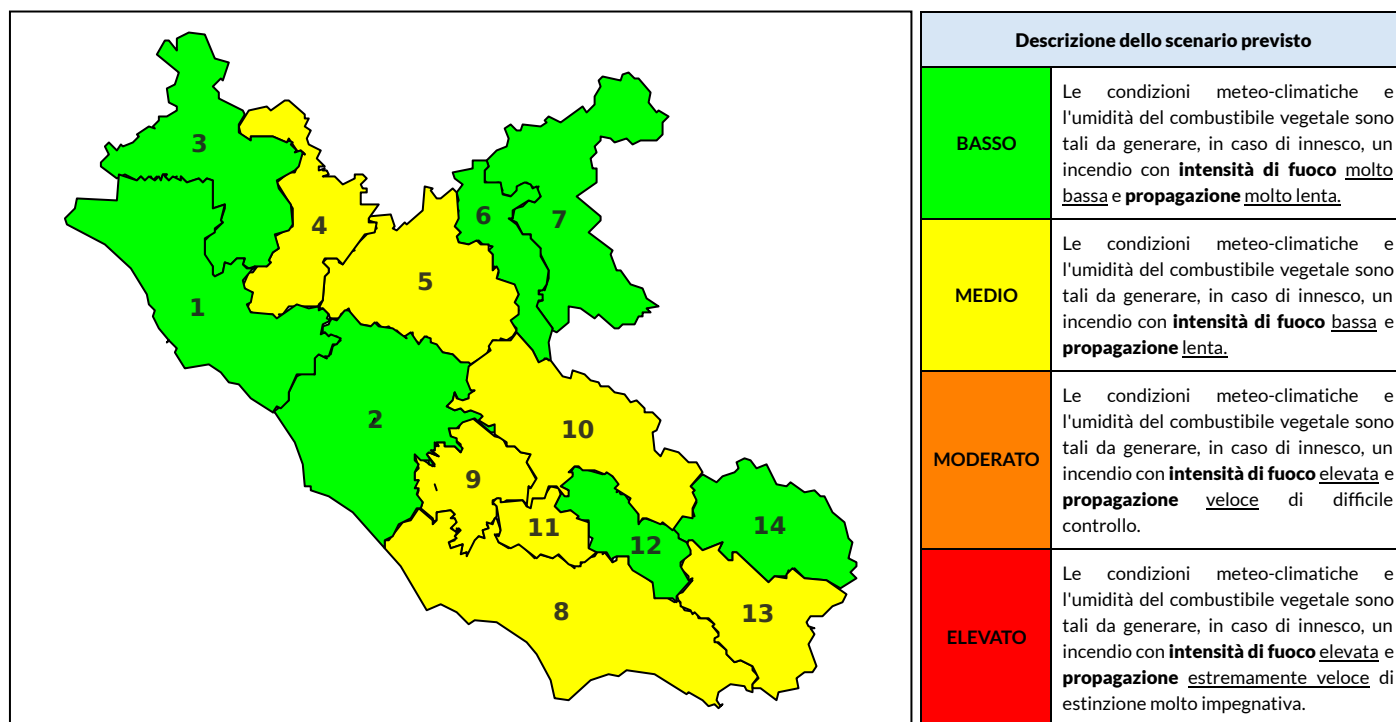 3
4
6
7
5
1
2
10
9
11
12
14
8
13
Descrizione dello scenario previsto
BASSO
Le condizioni meteo-climatiche e
l'umidità del combustibile vegetale sono
tali da generare, in caso di innesco, un
incendio con intensità di fuoco molto
bassa e propagazione molto lenta.
MEDIO
Le condizioni meteo-climatiche e
l'umidità del combustibile vegetale sono
tali da generare, in caso di innesco, un
incendio con intensità di fuoco bassa e
propagazione lenta.
MODERATO
Le condizioni meteo-climatiche e
l'umidità del combustibile vegetale sono
tali da generare, in caso di innesco, un
incendio con intensità di fuoco elevata e
propagazione veloce di difficile
controllo.
ELEVATO
Le condizioni meteo-climatiche e
l'umidità del combustibile vegetale sono
tali da generare, in caso di innesco, un
incendio con intensità di fuoco elevata e
propagazione estremamente veloce di
estinzione molto impegnativa.